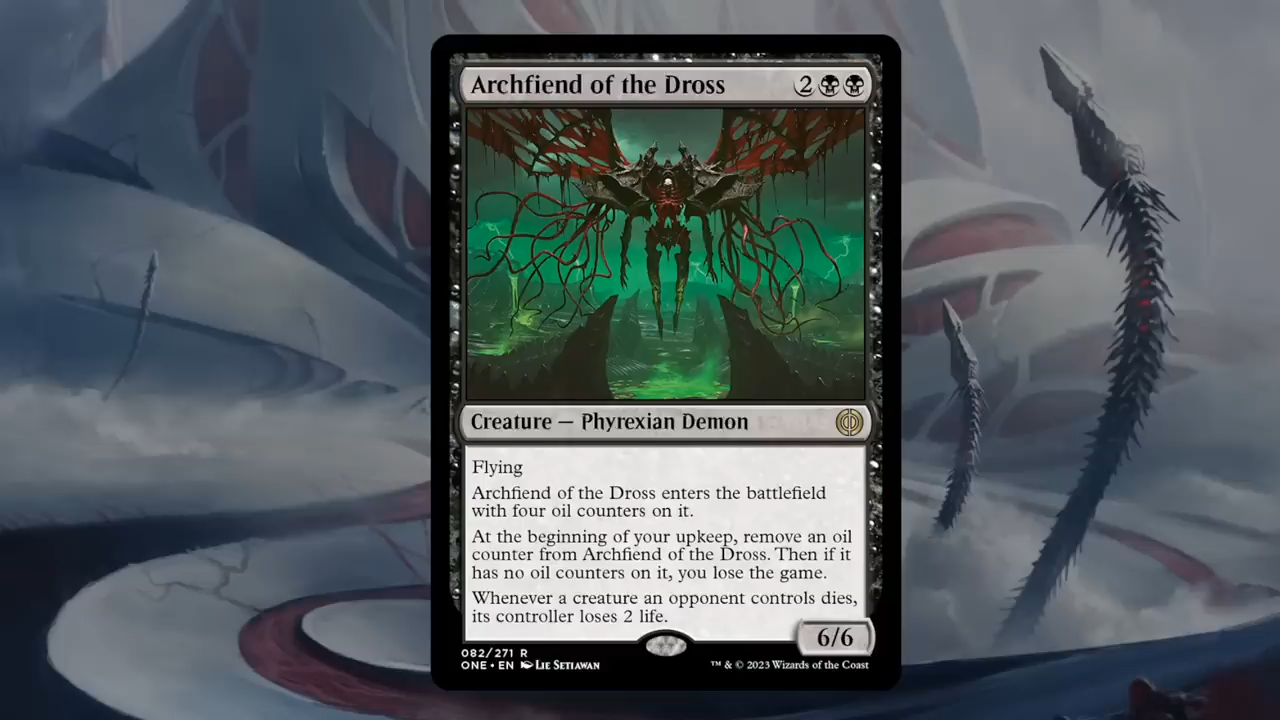 Archfiend of the Dross 2
Creature — Phyrexian Demon
Flying
Archfiend of the Dross enters the battlefield
with four oil counters on it.
At the beginning of your upkeep, remove an oil
counter from Archfiend of the Dross. Then if it
has no oil counters on it, you lose the game.
Whenever a creature an opponent controls dies,
its controller loses 2 life.
6/6
082/271 R
ONE • EN Lie Setiawan
™ & © 2023 Wizards of the Coast